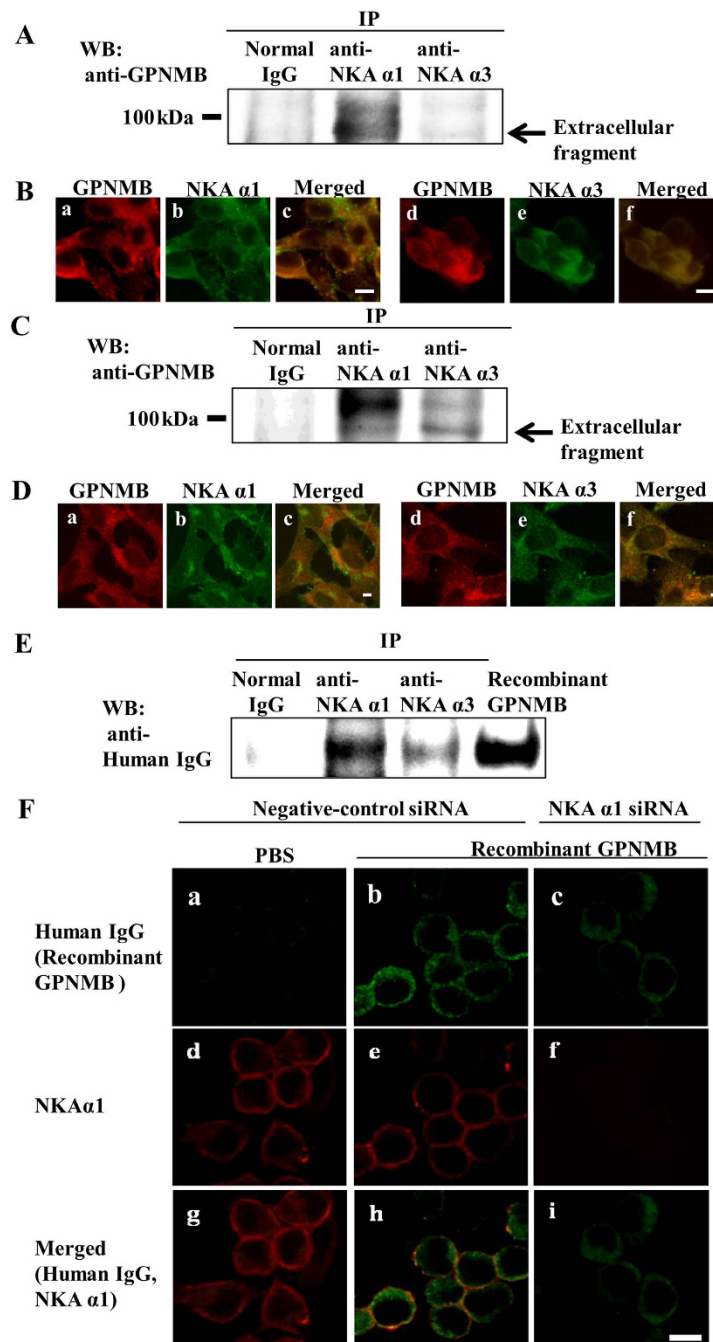 A
IP
WB:
anti-GPNMB
Normal IgG
anti-NKA α1
anti-NKA α3
100kDa
Extracellular fragment
B
GPNMB NKA α1 Merged GPNMB NKA α3 Merged
a b c d e f
C
IP
WB:
anti-GPNMB
Normal IgG
anti-NKA α1
anti-NKA α3
100kDa
Extracellular fragment
D
GPNMB NKA α1 Merged GPNMB NKA α3 Merged
a b c d e f
E
IP
Normal IgG
anti-NKA α1
anti-NKA α3
Recombinant GPNMB
WB:
anti-
Human IgG
F
Negative-control siRNA NKA α1 siRNA
PBS Recombinant GPNMB
a b c
Human IgG
(Recombinant
GPNMB )
d e f
NKAα1
g h i
Merged
(Human IgG,
NKA α1)